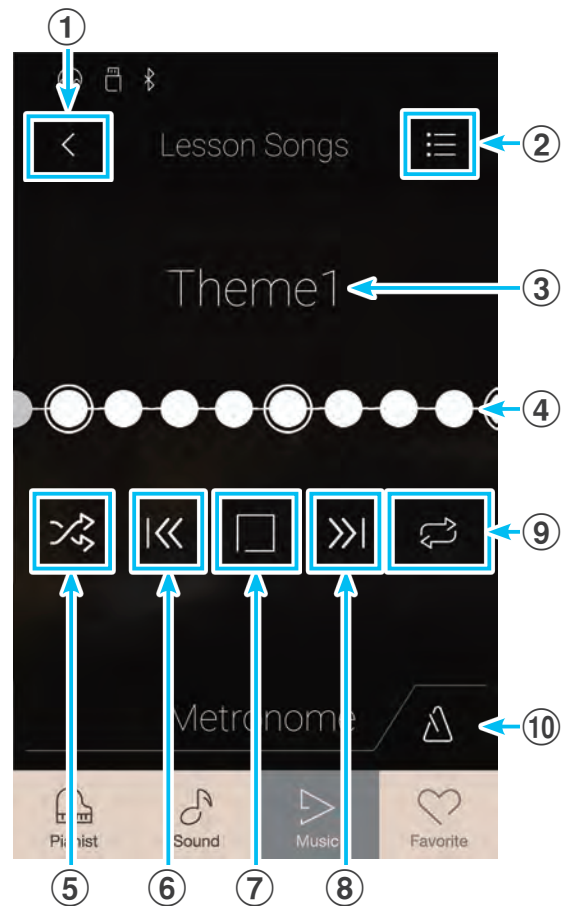 ①
Lesson Songs
②
Theme1
③
④
⑨
Metronome
⑩
Pianist
Sound
Music
Favorite
⑤
⑥
⑦
⑧